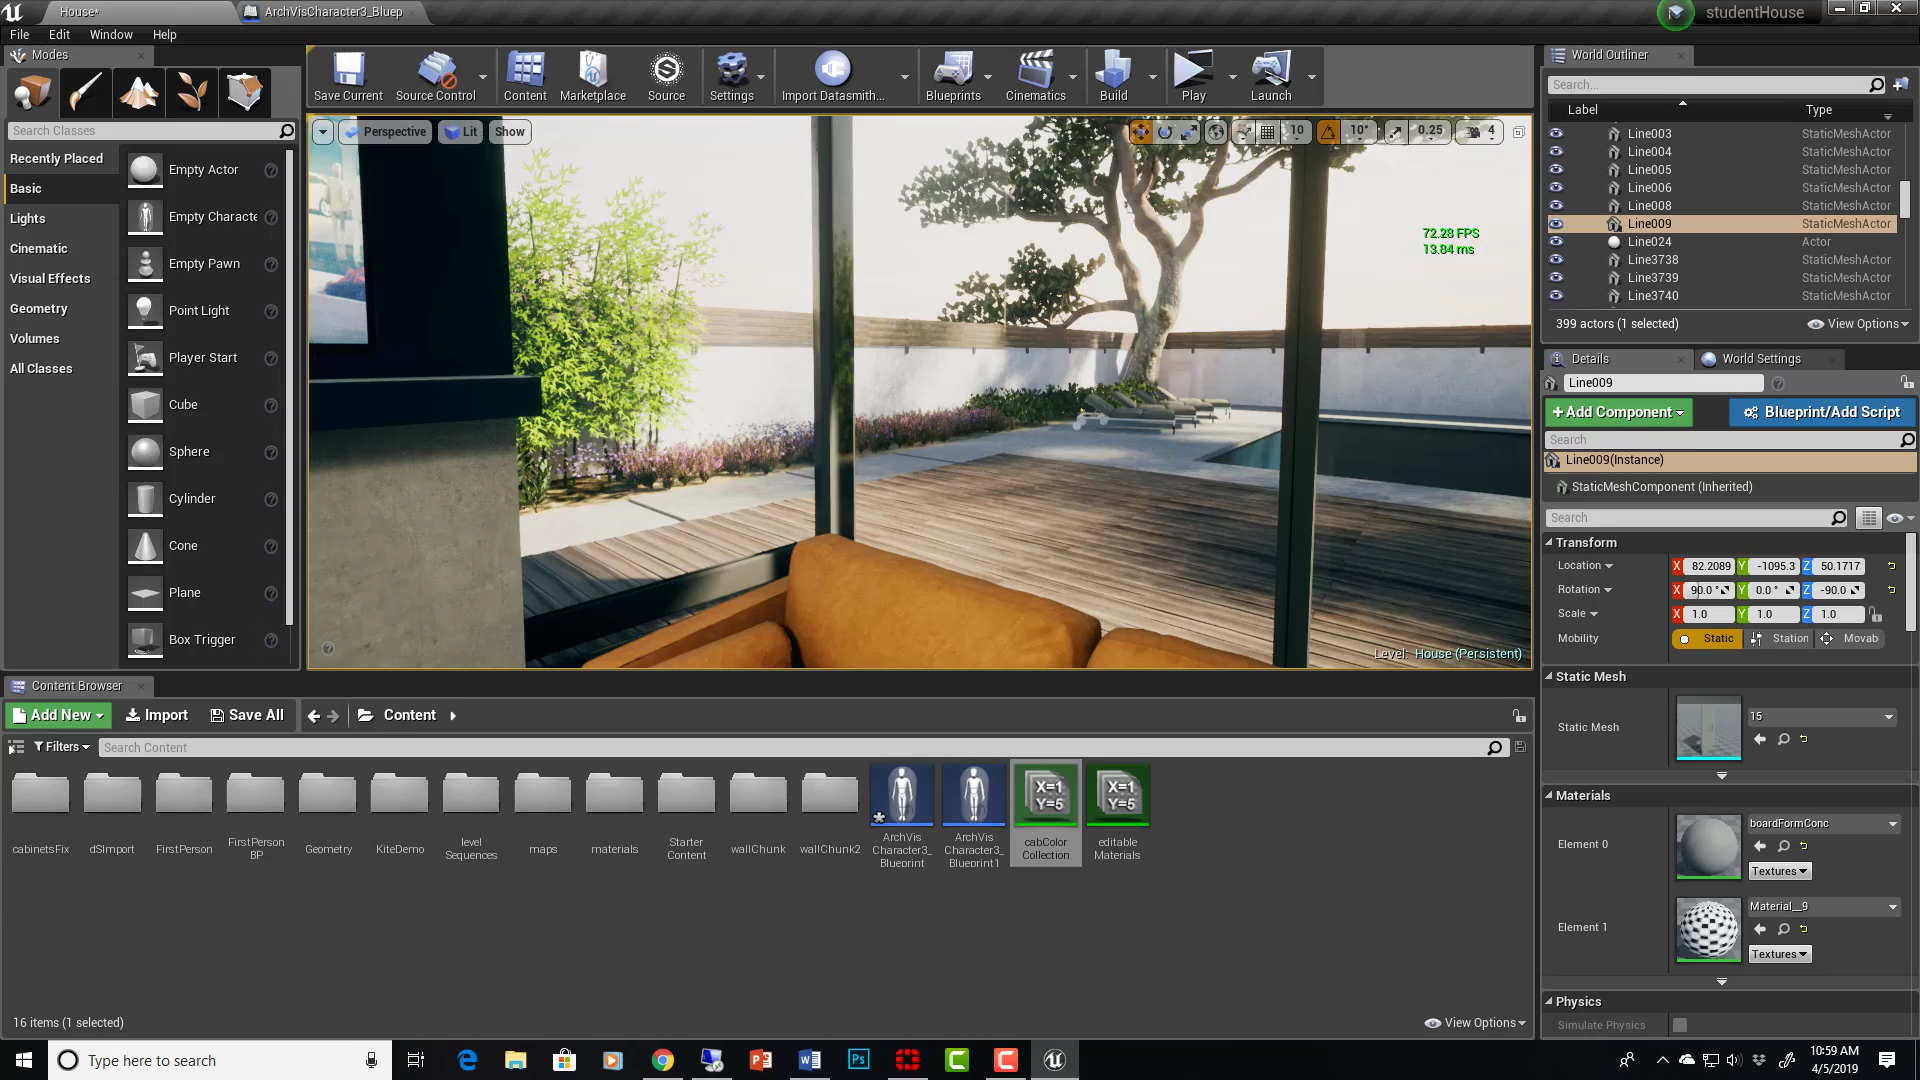 House*
ArchVisCharacter3_Bluep
studentHouse
File Edit Window Help
Modes
Search Classes
Recently Placed
Basic
Lights
Cinematic
Visual Effects
Geometry
Volumes
All Classes
Empty Actor
Empty Characte
Empty Pawn
Point Light
Player Start
Cube
Sphere
Cylinder
Cone
Plane
Box Trigger
Save Current
Source Control
Content
Marketplace
Source
Settings
Import Datasmith...
Blueprints
Cinematics
Build
Play
Launch
Perspective
Lit
Show
10
10°
0.25
4
72.28 FPS
13.84 ms
Level: House (Persistent)
World Outliner
Search...
Label Type
Line003 StaticMeshActor
Line004 StaticMeshActor
Line005 StaticMeshActor
Line006 StaticMeshActor
Line008 StaticMeshActor
Line009 StaticMeshActor
Line024 Actor
Line3738 StaticMeshActor
Line3739 StaticMeshActor
Line3740 StaticMeshActor
399 actors (1 selected)
View Options
Details
World Settings
Line009
+Add Component
Blueprint/Add Script
Search
Line009(Instance)
StaticMeshComponent (Inherited)
Search
Transform
Location X 82.2089 Y -1095.3 Z 50.1717
Rotation X 90.0 ° Y 0.0 ° Z -90.0
Scale X 1.0 Y 1.0 Z 1.0
Mobility Static Station Movab
Static Mesh
Static Mesh
15
Materials
Element 0
boardFormConc
Textures
Element 1
Material__9
Textures
Physics
Simulate Physics
Content Browser
Add New
Import
Save All
Content
Filters
Search Content
cabinetsFix
dSImport
FirstPerson
FirstPerson
BP
Geometry
KiteDemo
level
Sequences
maps
materials
Starter
Content
wallChunk
wallChunk2
ArchVis
Character3_
Blueprint
ArchVis
Character3_
Blueprint1
X=1
Y=5
cabColor
Collection
X=1
Y=5
editable
Materials
16 items (1 selected)
View Options
Type here to search
10:59 AM
4/5/2019